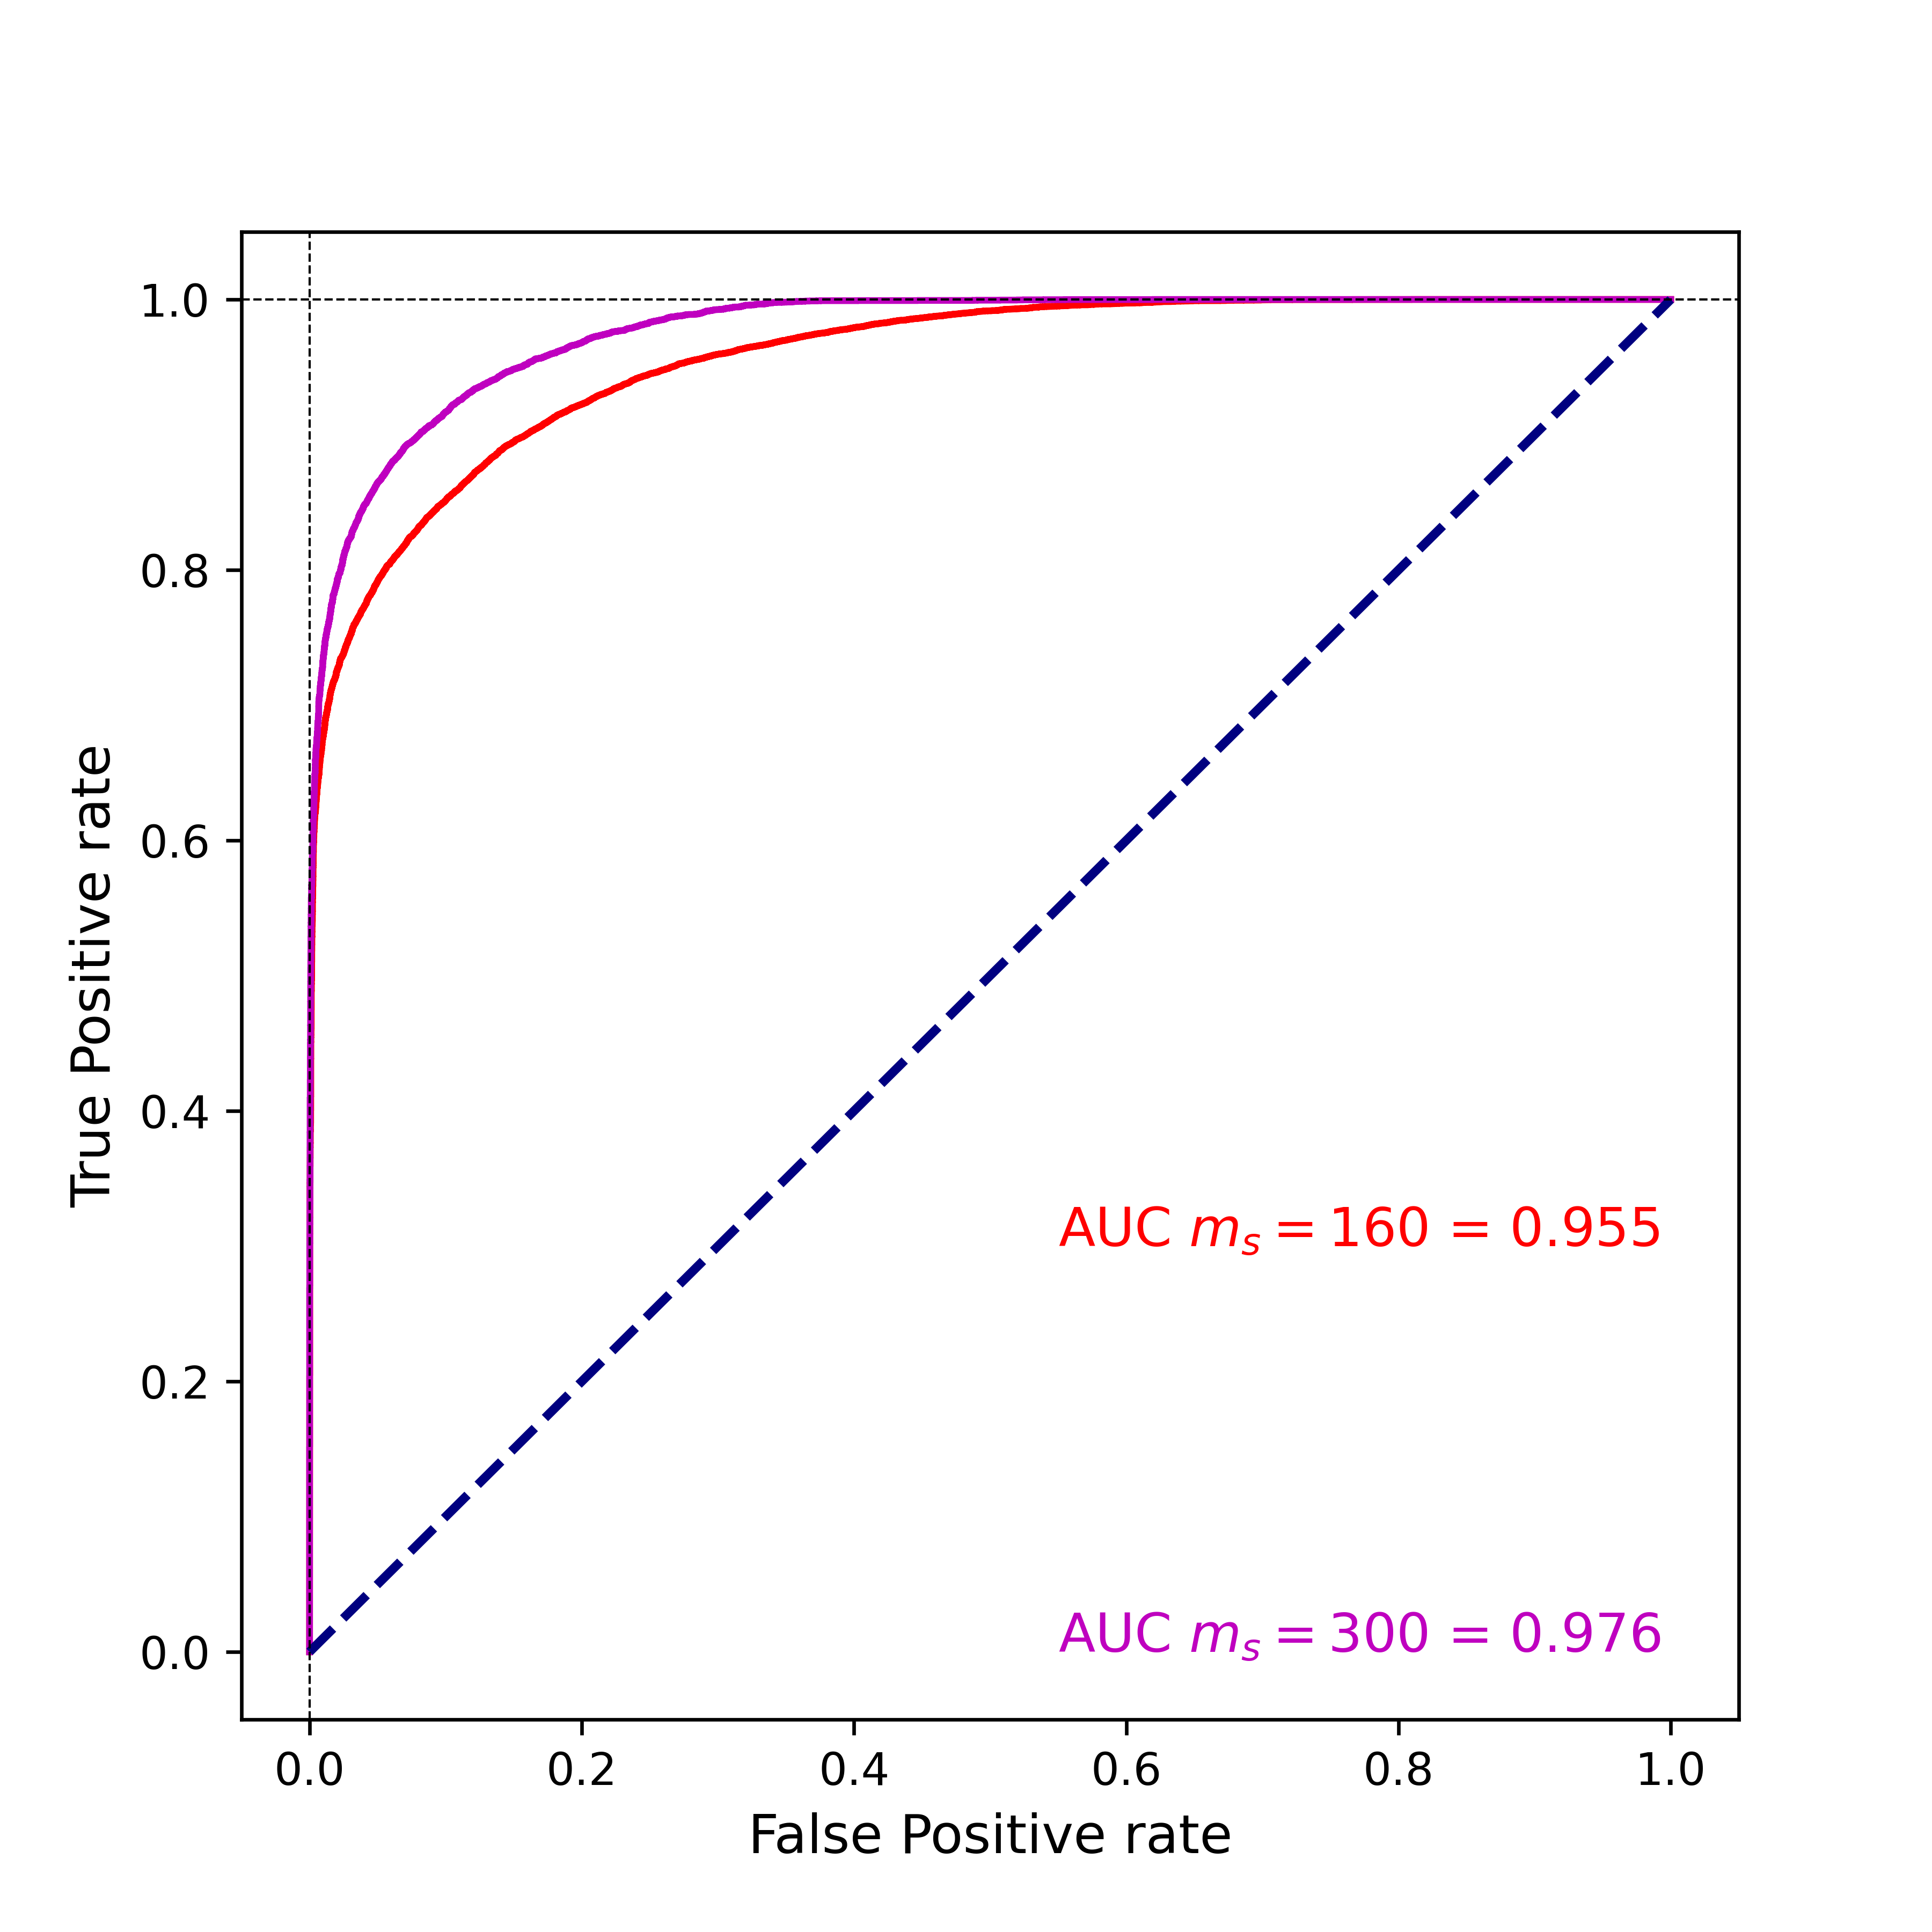 1.0
0.8
0.6
0.4
0.2
0.0
True Positive rate
AUC mₛ = 160 = 0.955
AUC mₛ = 300 = 0.976
0.0 0.2 0.4 0.6 0.8 1.0
False Positive rate